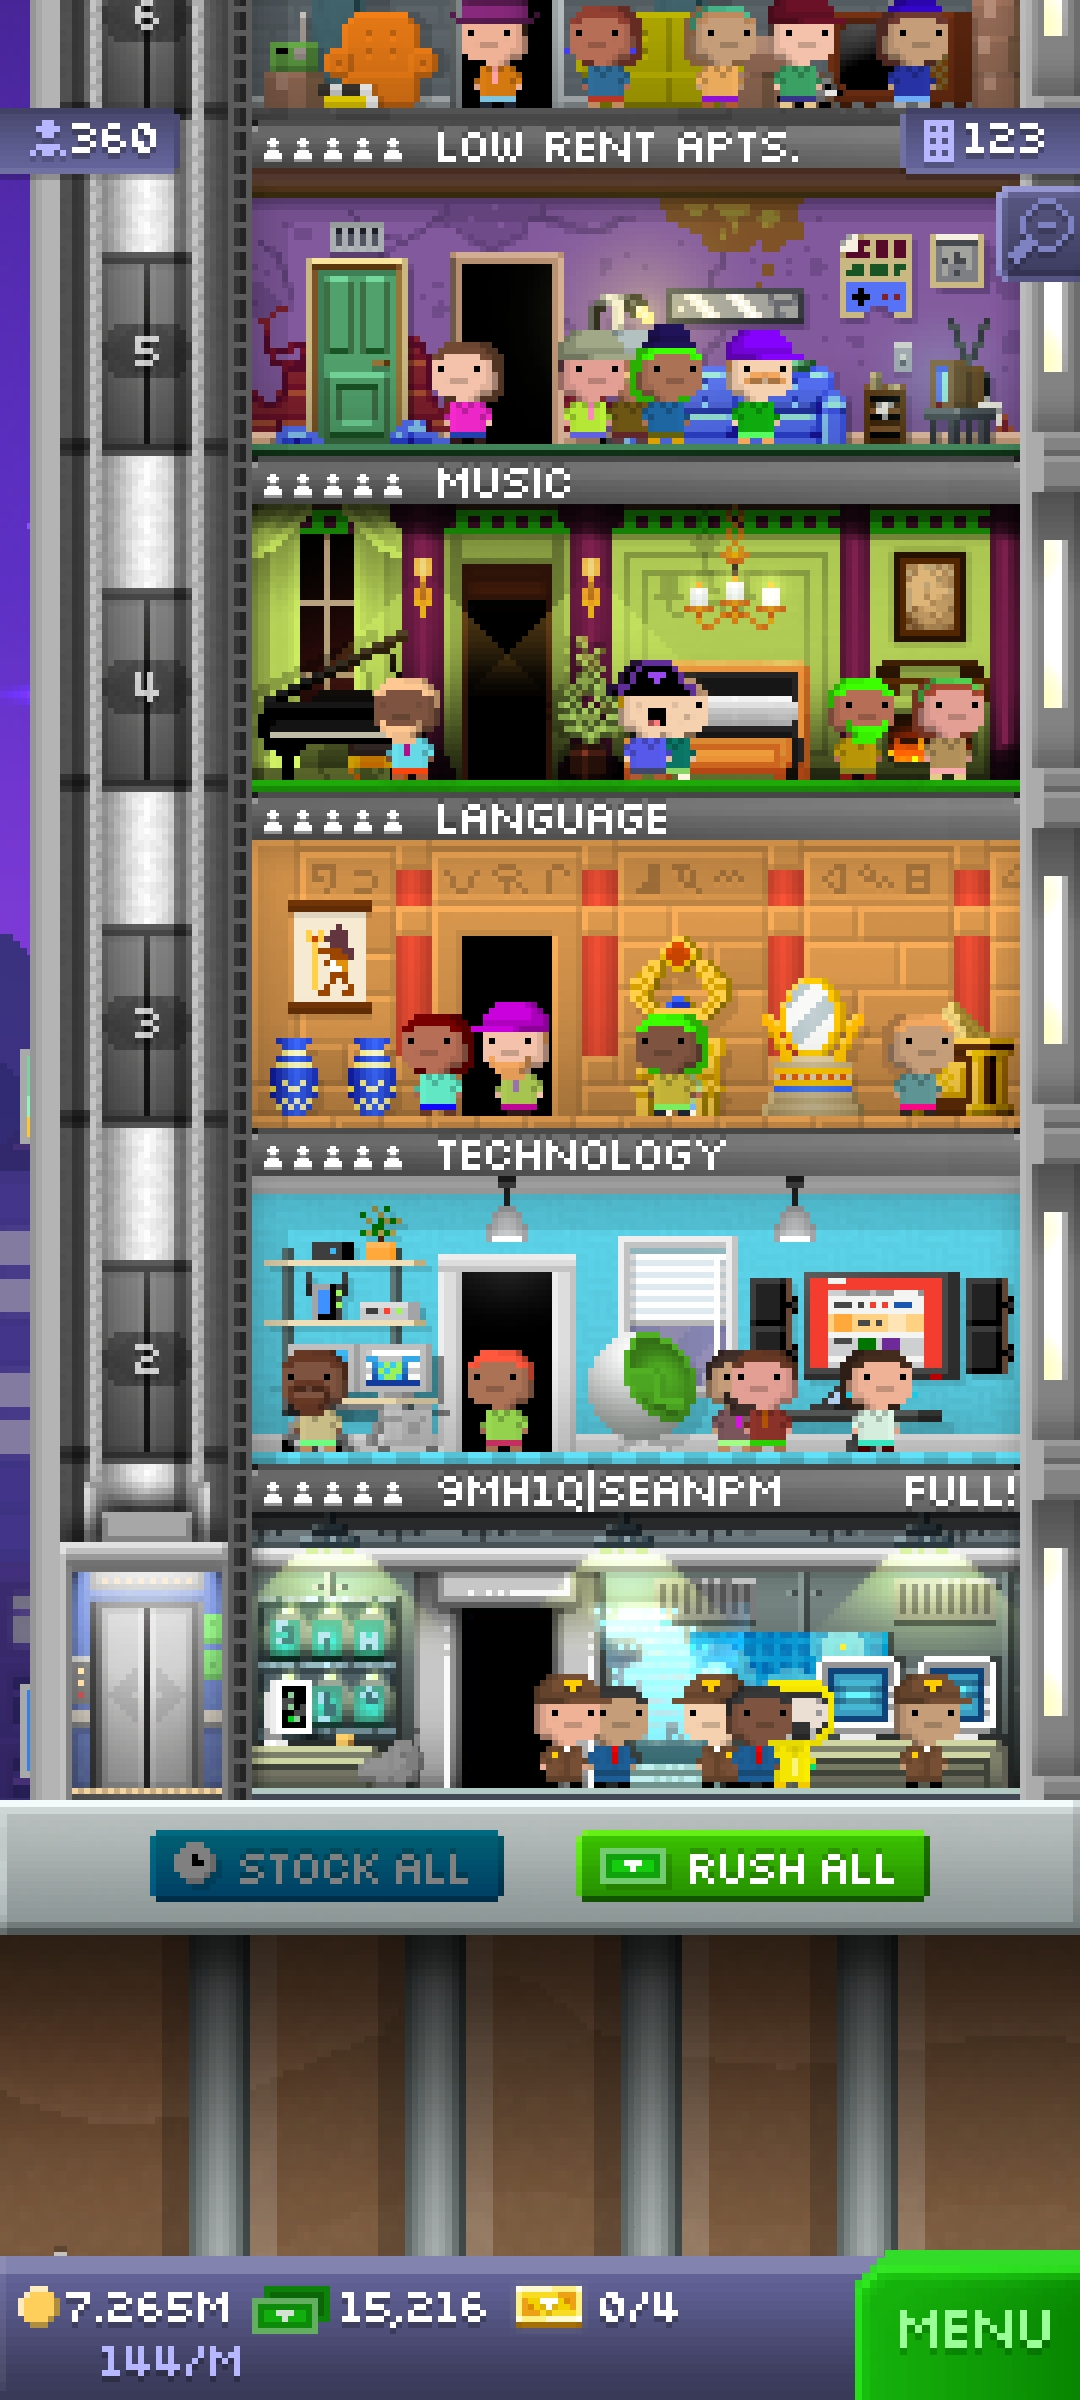 6
360
LOW RENT APTS.
123
5
MUSIC
4
LANGUAGE
3
TECHNOLOGY
2
9MH1Q|SEANPM FULL!
STOCK ALL
RUSH ALL
7.265M 15,216 0/4
144/M
MENU